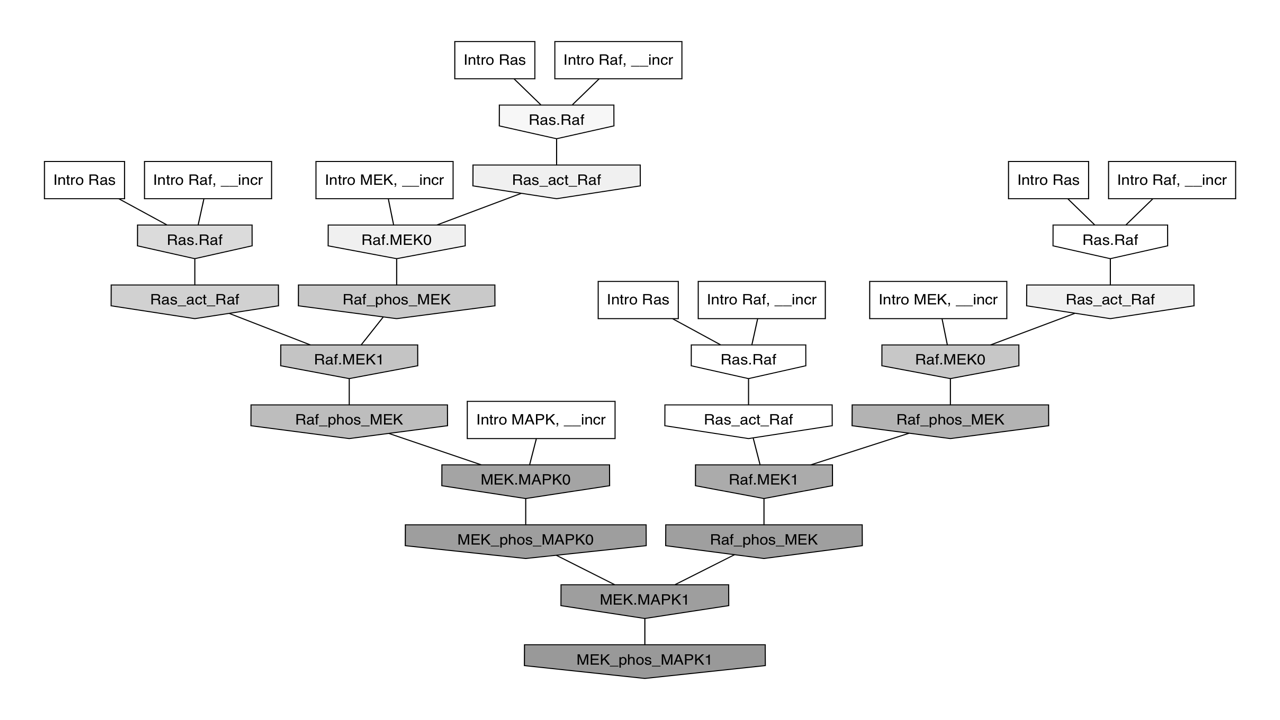 Intro Ras
Intro Raf, __incr
Ras.Raf
Intro Ras
Intro Raf, __incr
Intro MEK, __incr
Ras_act_Raf
Intro Ras
Intro Raf, __incr
Ras.Raf
Raf.MEK0
Ras.Raf
Ras_act_Raf
Raf_phos_MEK
Intro Ras
Intro Raf, __incr
Intro MEK, __incr
Ras_act_Raf
Raf.MEK1
Ras.Raf
Raf.MEK0
Raf_phos_MEK
Intro MAPK, __incr
Ras_act_Raf
Raf_phos_MEK
MEK.MAPK0
Raf.MEK1
MEK_phos_MAPK0
Raf_phos_MEK
MEK.MAPK1
MEK_phos_MAPK1